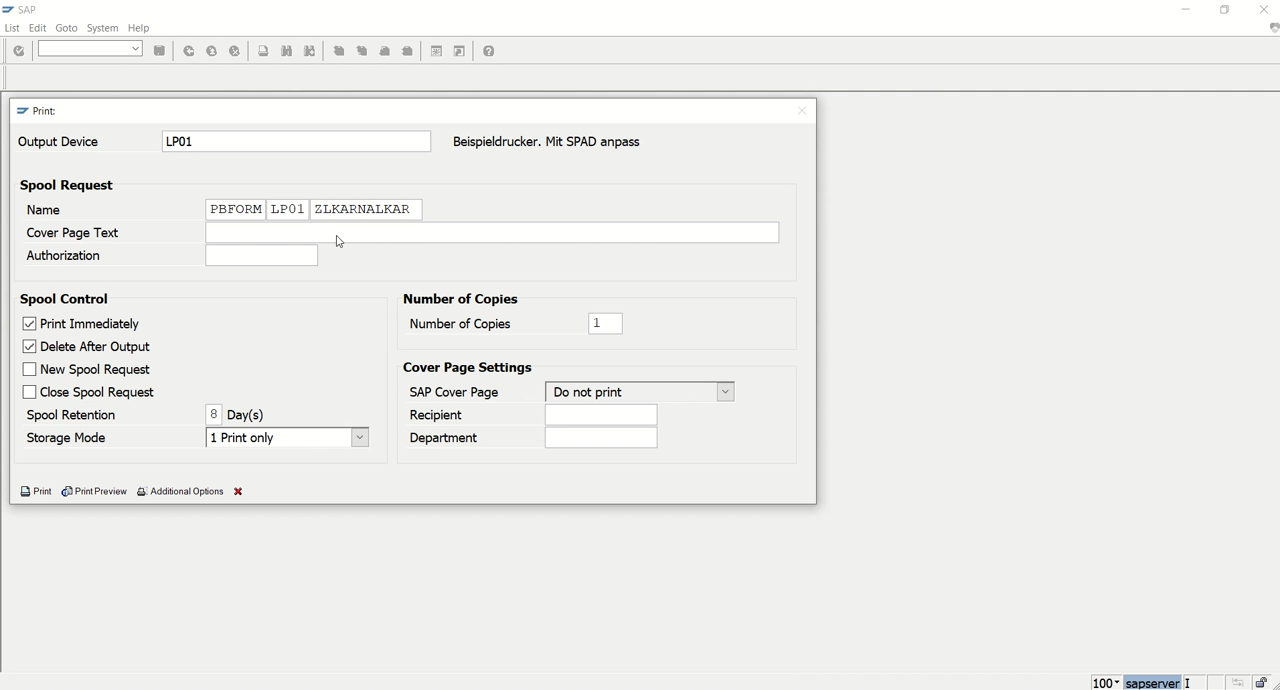 SAP
List Edit Goto System Help
Print:
Output Device LP01 Beispieldrucker. Mit SPAD anpass
Spool Request
Name PBFORM LP01 ZLKARNALKAR
Cover Page Text
Authorization
Spool Control
Print Immediately
Delete After Output
New Spool Request
Close Spool Request
Spool Retention 8 Day(s)
Storage Mode 1 Print only
Number of Copies
Number of Copies 1
Cover Page Settings
SAP Cover Page Do not print
Recipient
Department
Print Print Preview Additional Options
100 sapserver